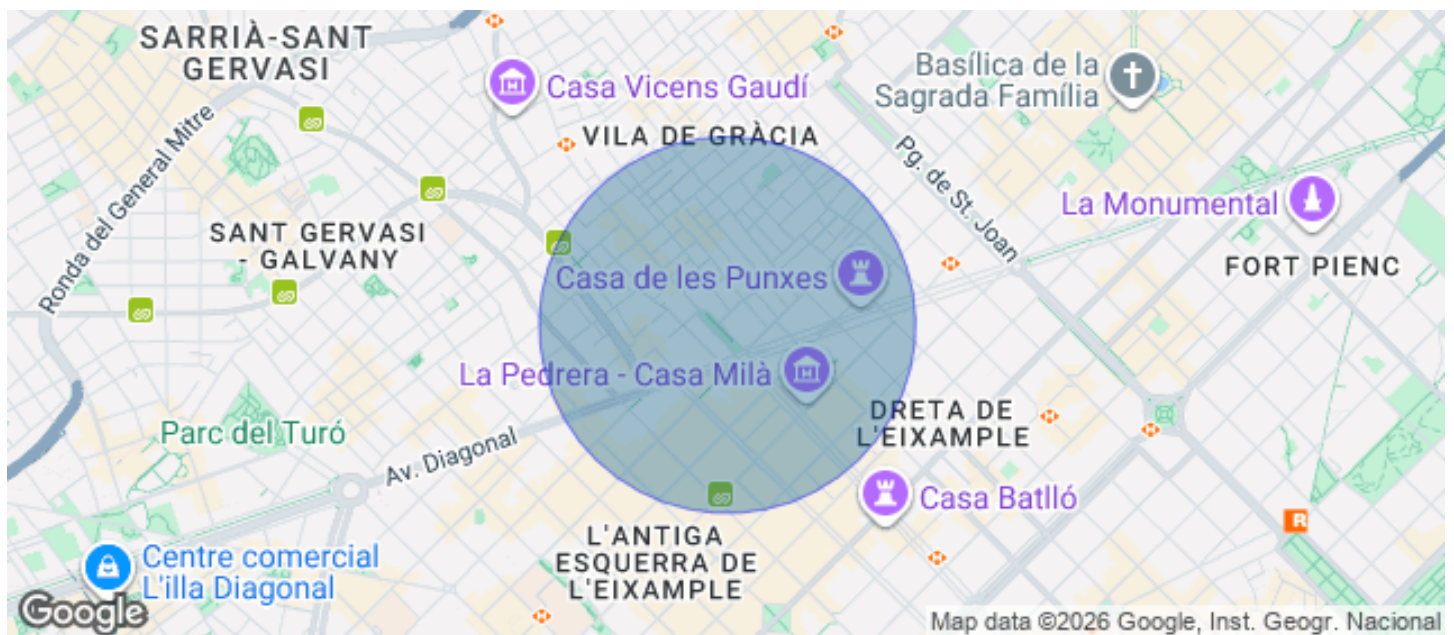 SARRIÀ-SANT
GERVASI
Casa Vicens Gaudí
Basílica de la
Sagrada Família
VILA DE GRÀCIA
Ronda del General Mitre
Pg. de St. Joan
La Monumental
SANT GERVASI
- GALVANY
FORT PIENC
Casa de les Punxes
La Pedrera - Casa Milà
DRETA DE
L'EIXAMPLE
Parc del Turó
Av. Diagonal
Casa Batlló
R
L'ANTIGA
ESQUERRA DE
L'EIXAMPLE
Centre comercial
L'illa Diagonal
Google
Map data ©2026 Google, Inst. Geogr. Nacional